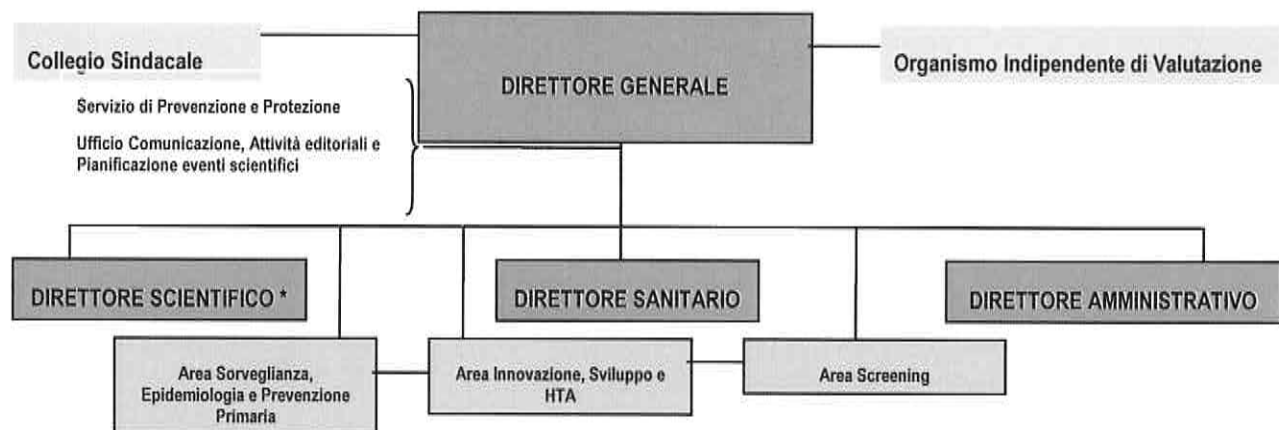 Collegio Sindacale
DIRETTORE GENERALE
Organismo Indipendente di Valutazione
Servizio di Prevenzione e Protezione
Ufficio Comunicazione, Attività editoriali e
Pianificazione eventi scientifici
DIRETTORE SCIENTIFICO *
DIRETTORE SANITARIO
DIRETTORE AMMINISTRATIVO
Area Sorveglianza,
Epidemiologia e Prevenzione
Primaria
Area Innovazione, Sviluppo e
HTA
Area Screening